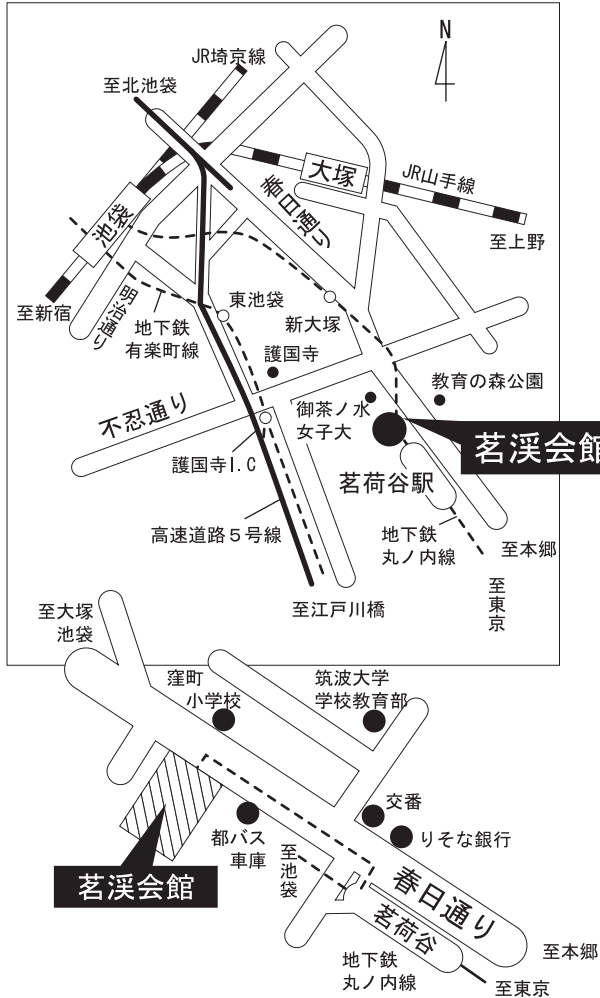 N
JR埼京線
至北池袋
大塚
JR山手線
春日通り
池袋
至上野
至新宿
明治通り
地下鉄
有楽町線
東池袋
新大塚
護国寺
教育の森公園
不忍通り
御茶ノ水
女子大
茗渓会館
護国寺I.C
茗荷谷駅
高速道路5号線
地下鉄
丸ノ内線
至本郷
至東京
至江戸川橋
至大塚
池袋
窪町
小学校
筑波大学
学校教育部
交番
りそな銀行
都バス
車庫
至池袋
茗渓会館
春日通り
茗荷谷
地下鉄
丸ノ内線
至本郷
至東京